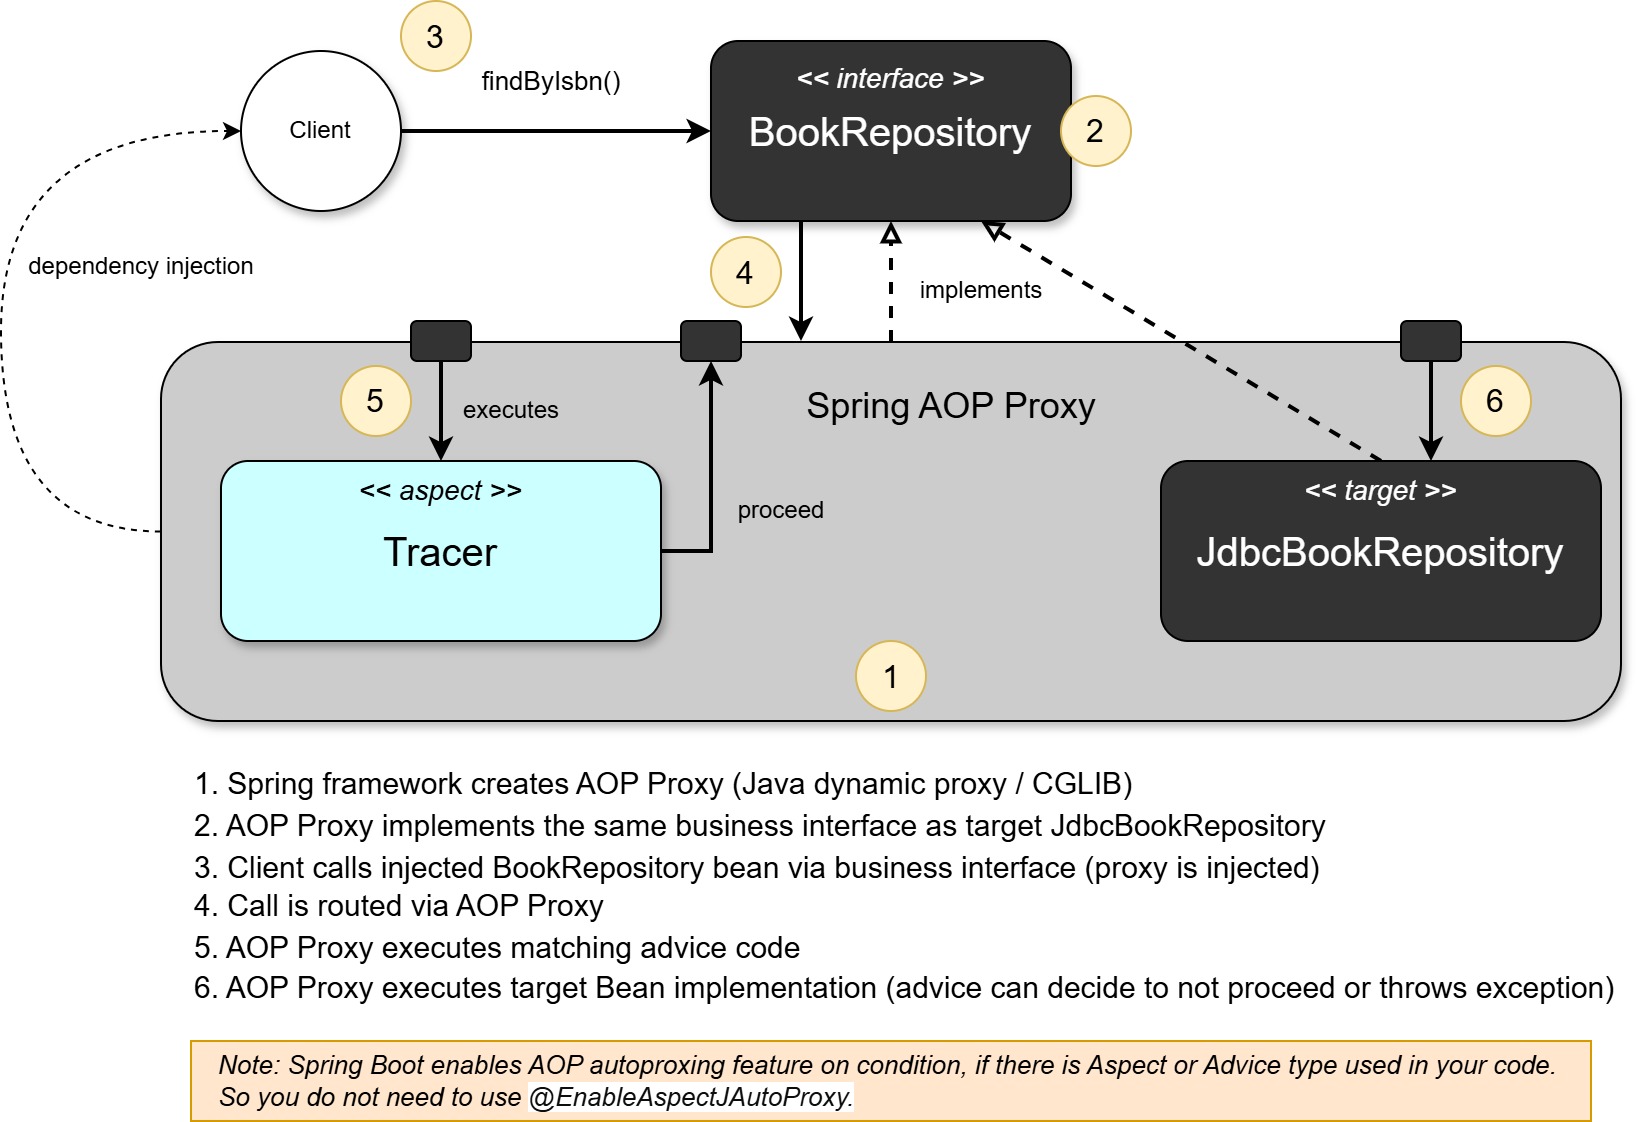 3
findByIsbn()
Client
<< interface >>
BookRepository
2
dependency injection
4
implements
5
executes
Spring AOP Proxy
6
<< aspect >>
Tracer
proceed
<< target >>
JdbcBookRepository
1
1. Spring framework creates AOP Proxy (Java dynamic proxy / CGLIB)
2. AOP Proxy implements the same business interface as target JdbcBookRepository
3. Client calls injected BookRepository bean via business interface (proxy is injected)
4. Call is routed via AOP Proxy
5. AOP Proxy executes matching advice code
6. AOP Proxy executes target Bean implementation (advice can decide to not proceed or throws exception)
Note: Spring Boot enables AOP autoproxing feature on condition, if there is Aspect or Advice type used in your code.
So you do not need to use @EnableAspectJAutoProxy.